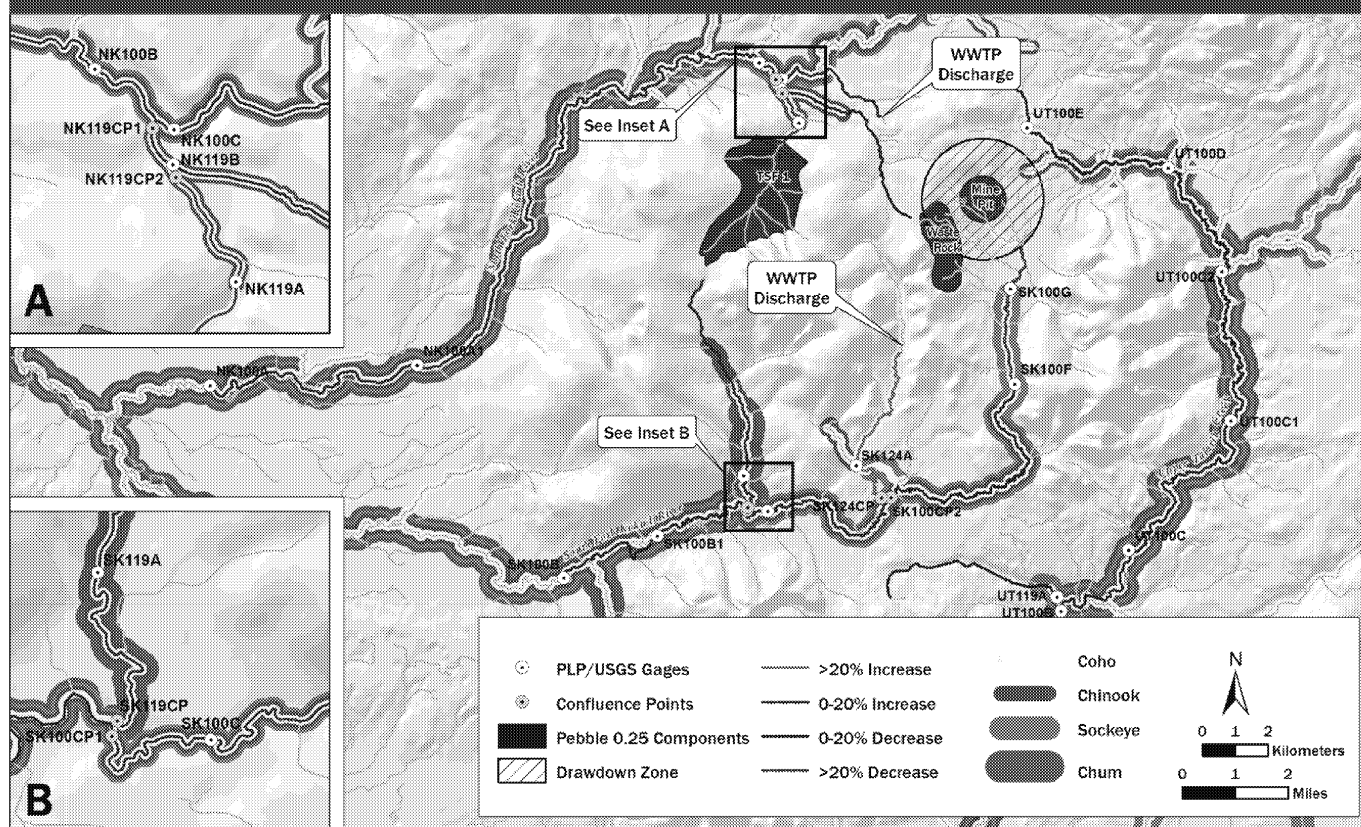 NK100B
NK119CP1
NK100C
NK119B
NK119CP2
NK119A
A
See Inset A
WWTP
Discharge
UT100E
UT100D
TSF 1
Mine
Pit
Waste
Rock
WWTP
Discharge
SK100G
UT100C2
NK100A1
NK100A
SK100F
UT100C1
See Inset B
SK124A
SK124CP
SK100CP2
SK100B1
SK100B
UT100C
UT119A
UT100B
SK119A
SK119CP
SK100CP1
SK100C
B
PLP/USGS Gages
Confluence Points
Pebble 0.25 Components
Drawdown Zone
>20% Increase
0-20% Increase
0-20% Decrease
>20% Decrease
Coho
Chinook
Sockeye
Chum
N
0 1 2
Kilometers
0 1 2
Miles